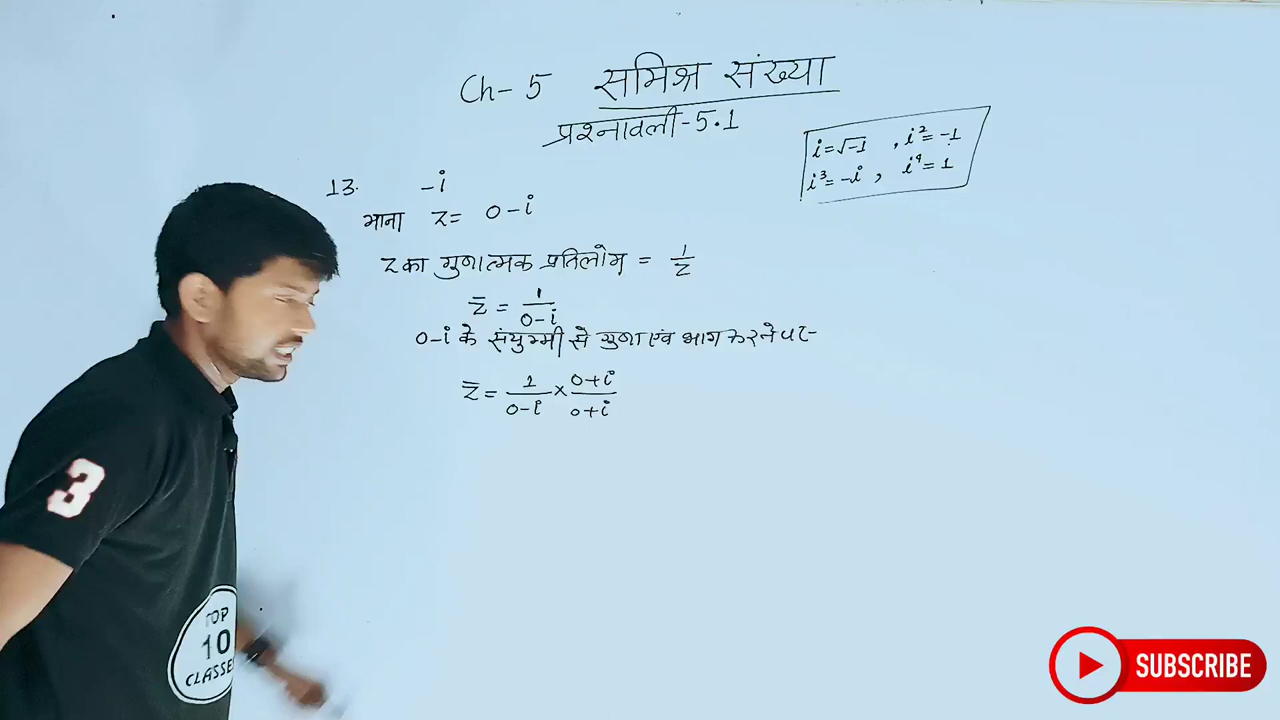 Ch-5 समिश्र संख्या
प्रश्नावली-5.1
i=√-1 , i²=-1
i³=-i , i⁴=1
13. -i
माना z= 0-i
z का गुणात्मक प्रतिलोम = 1/z
z̄ = 1/0-i
0-i के संयुग्मी से गुणा एवं भाग करने पर-
z̄ = 1/0-i × 0+i/0+i
3
TOP
10
CLASSES
SUBSCRIBE